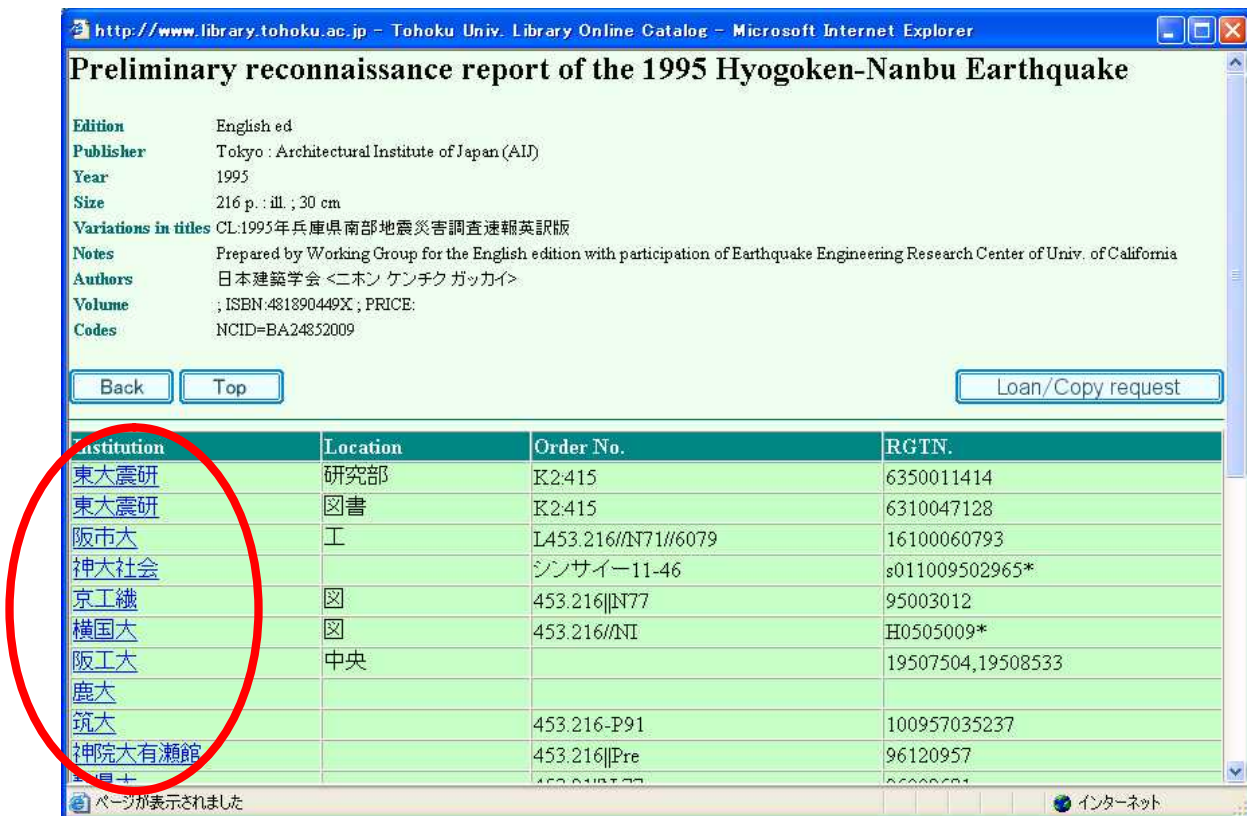 http://www.library.tohoku.ac.jp - Tohoku Univ. Library Online Catalog - Microsoft Internet Explorer
Preliminary reconnaissance report of the 1995 Hyogoken-Nanbu Earthquake
Edition English ed
Publisher Tokyo : Architectural Institute of Japan (AIJ)
Year 1995
Size 216 p. : ill. ; 30 cm
Variations in titles CL:1995年兵庫県南部地震災害調査速報英訳版
Notes Prepared by Working Group for the English edition with participation of Earthquake Engineering Research Center of Univ. of California
Authors 日本建築学会 <ニホン ケンチク ガッカイ>
Volume ; ISBN:481890449X ; PRICE:
Codes NCID=BA24852009
Back Top Loan/Copy request
Institution Location Order No. RGTN.
東大震研 研究部 K2:415 6350011414
東大震研 図書 K2:415 6310047128
阪市大 工 L453.216//N71//6079 16100060793
神大社会 シンサイー11-46 s011009502965*
京工繊 図 453.216||N77 95003012
横国大 図 453.216//NI H0505009*
阪工大 中央 19507504,19508533
鹿大
筑大 453.216-P91 100957035237
神院大有瀬館 453.216||Pre 96120957
ページが表示されました インターネット